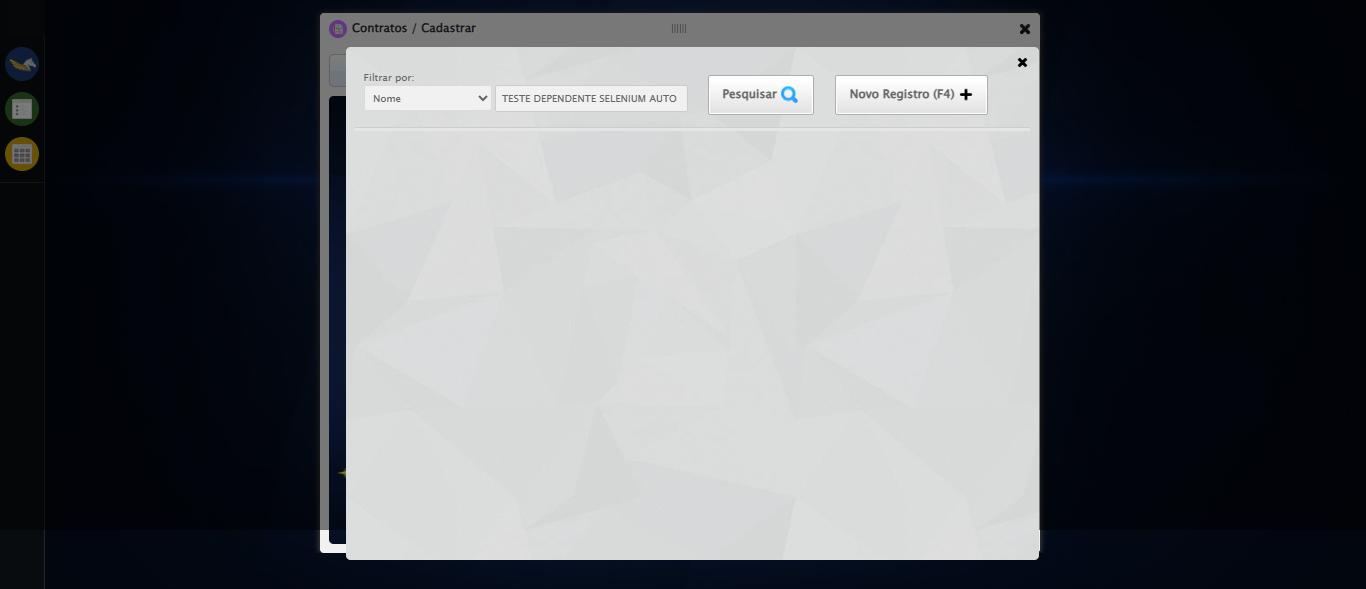 Contratos / Cadastrar
Filtrar por:
Nome
TESTE DEPENDENTE SELENIUM AUTO
Pesquisar
Novo Registro (F4)